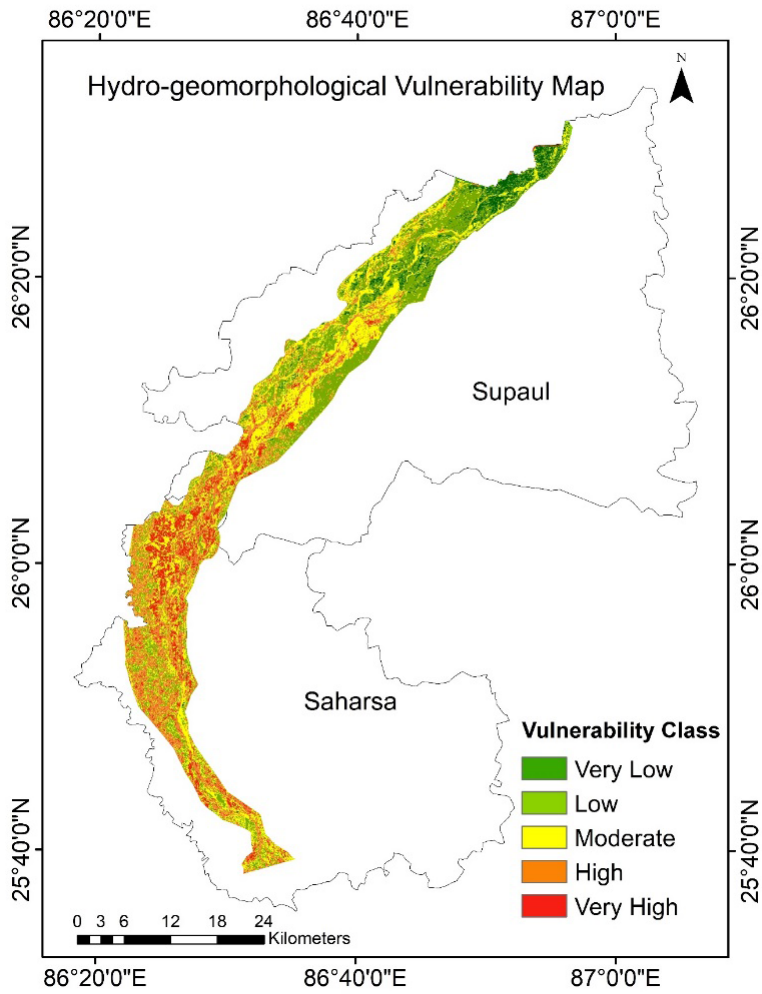 86°20'0"E 86°40'0"E 87°0'0"E
N
Hydro-geomorphological Vulnerability Map
26°20'0"N 26°20'0"N
Supaul
26°0'0"N 26°0'0"N
Saharsa
Vulnerability Class
Very Low
Low
Moderate
High
Very High
25°40'0"N 25°40'0"N
0 3 6 12 18 24
Kilometers
86°20'0"E 86°40'0"E 87°0'0"E